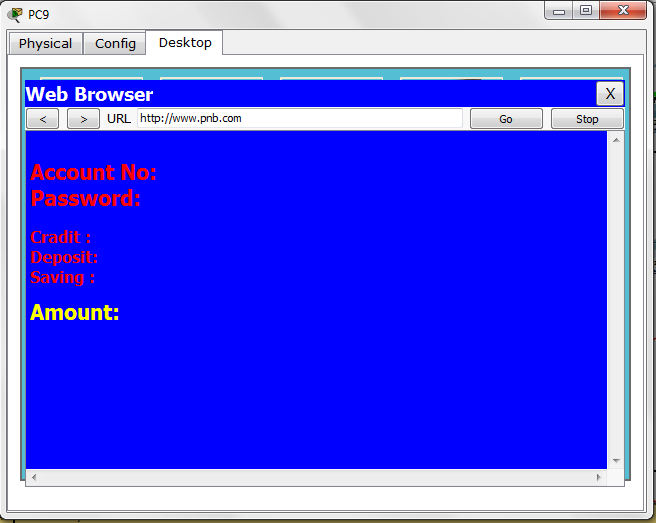 PC9
Physical Config Desktop
Web Browser X
< > URL http://www.pnb.com Go Stop
Account No:
Password:
Cradit :
Deposit:
Saving :
Amount: